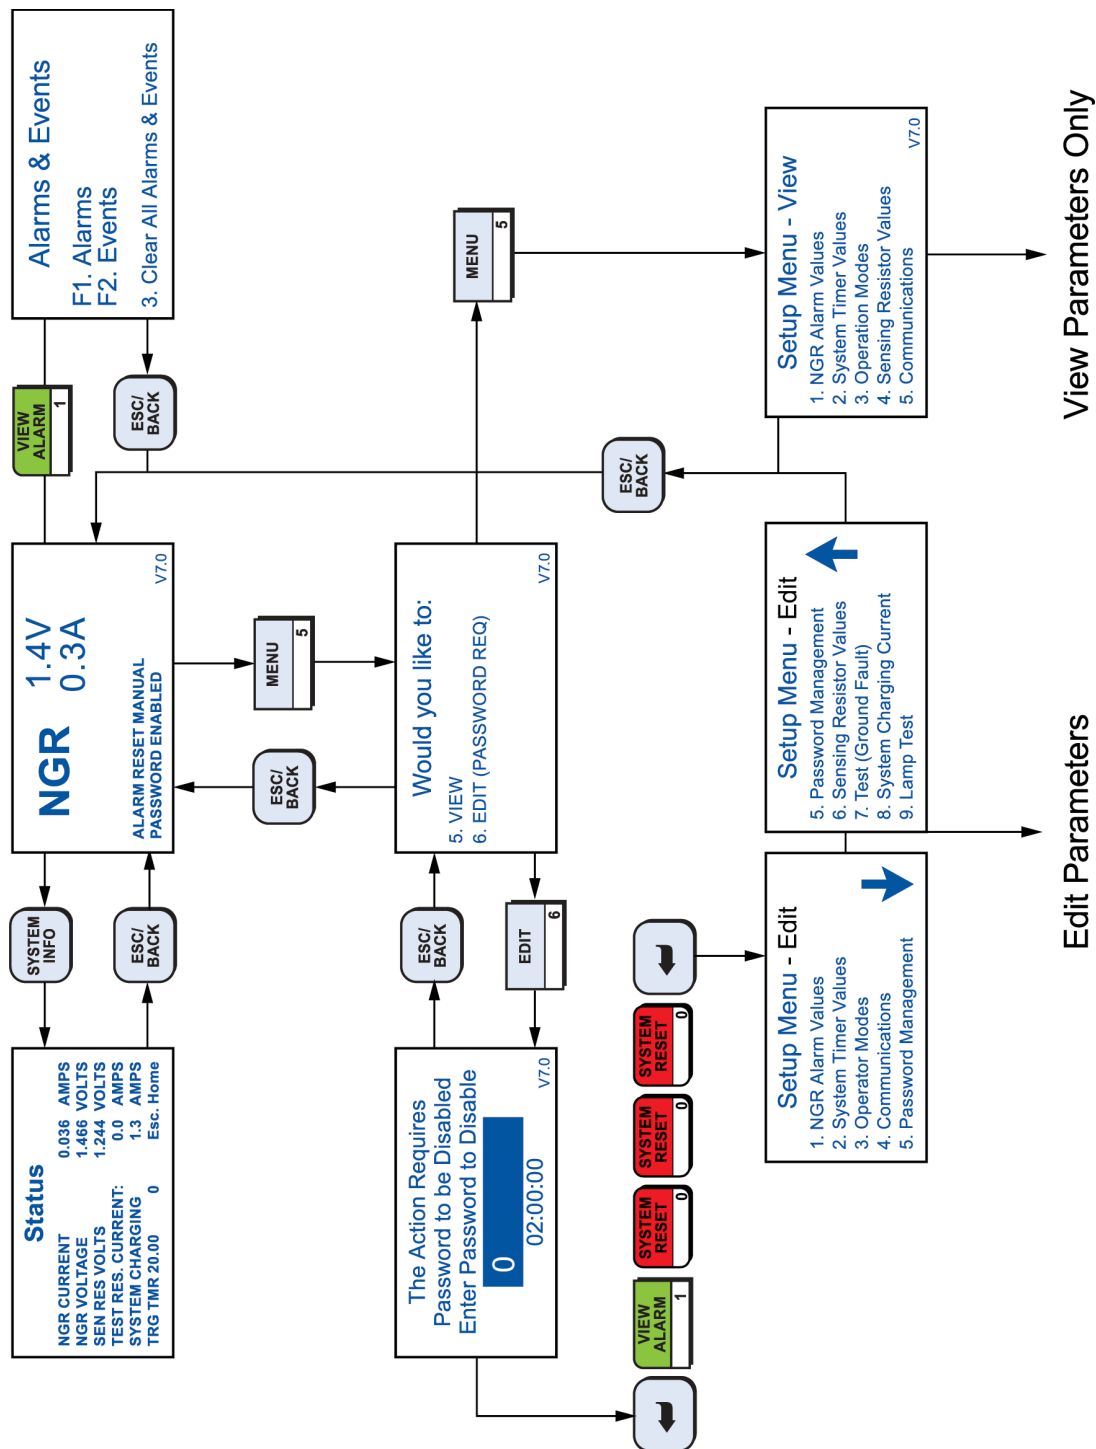 Status
NGR CURRENT 0.036 AMPS
NGR VOLTAGE 1.466 VOLTS
SEN RES VOLTS 1.244 VOLTS
TEST RES. CURRENT: 0.0 AMPS
SYSTEM CHARGING 1.3 AMPS
TRG TMR 20.00 0 Esc. Home
SYSTEM
INFO
ESC/
BACK
NGR 1.4V
0.3A
ALARM RESET MANUAL
PASSWORD ENABLED
V7.0
VIEW
ALARM
1
ESC/
BACK
Alarms & Events
F1. Alarms
F2. Events
3. Clear All Alarms & Events
ESC/
BACK
MENU
5
The Action Requires
Password to be Disabled
Enter Password to Disable
0
02:00:00
V7.0
ESC/
BACK
EDIT
6
Would you like to:
5. VIEW
6. EDIT (PASSWORD REQ)
V7.0
MENU
5
VIEW
ALARM
1
SYSTEM
RESET
0
SYSTEM
RESET
0
SYSTEM
RESET
0
ESC/
BACK
Setup Menu - Edit
1. NGR Alarm Values
2. System Timer Values
3. Operator Modes
4. Communications
5. Password Management
Setup Menu - Edit
5. Password Management
6. Sensing Resistor Values
7. Test (Ground Fault)
8. System Charging Current
9. Lamp Test
Setup Menu - View
1. NGR Alarm Values
2. System Timer Values
3. Operation Modes
4. Sensing Resistor Values
5. Communications
V7.0
Edit Parameters
View Parameters Only